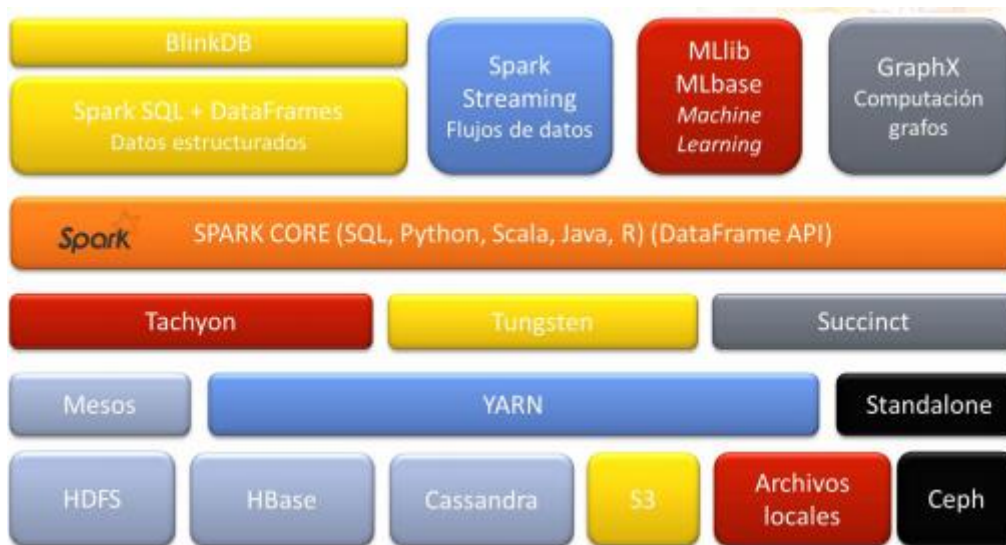 BlinkDB
Spark SQL + DataFrames
Datos estructurados
Spark
Streaming
Flujos de datos
MLlib
MLbase
Machine
Learning
GraphX
Computación
grafos
Spark
SPARK CORE (SQL, Python, Scala, Java, R) (DataFrame API)
Tachyon
Tungsten
Succinct
Mesos
YARN
Standalone
HDFS
HBase
Cassandra
S3
Archivos
locales
Ceph